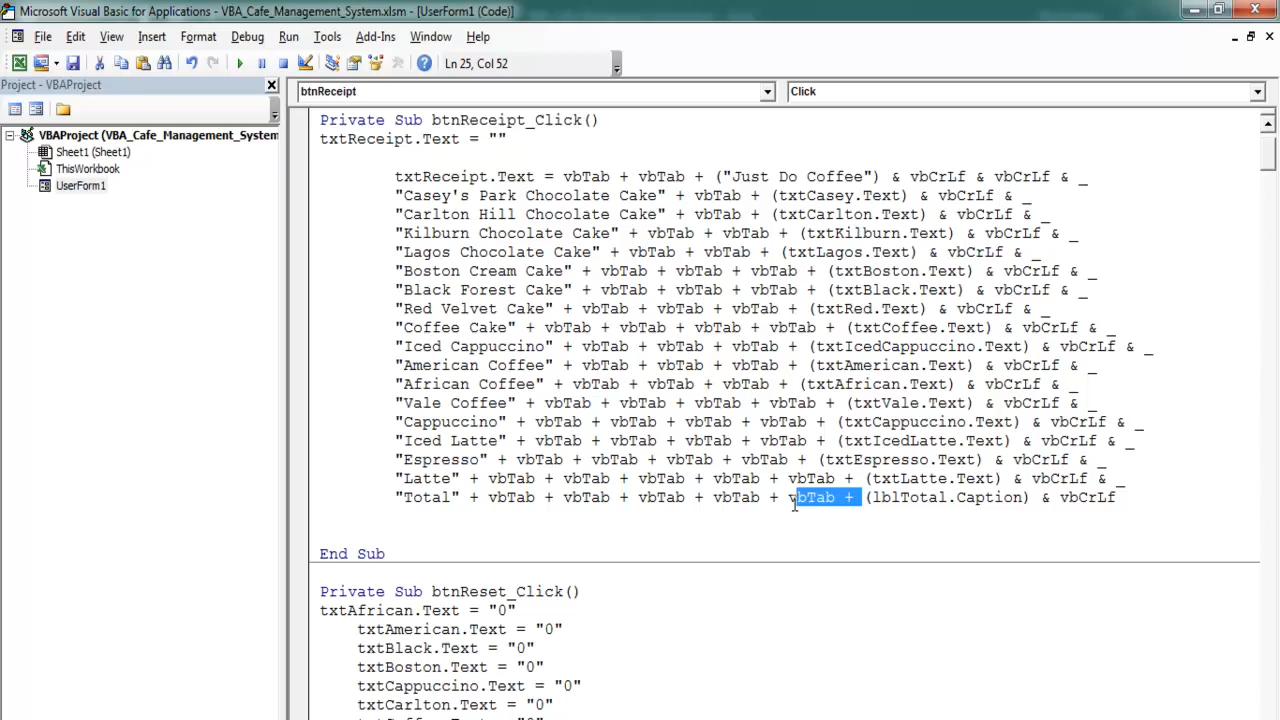 Microsoft Visual Basic for Applications - VBA_Cafe_Management_System.xlsm - [UserForm1 (Code)]
File Edit View Insert Format Debug Run Tools Add-Ins Window Help
Ln 25, Col 52
Project - VBAProject
btnReceipt
Click
VBAProject (VBA_Cafe_Management_System
Sheet1 (Sheet1)
ThisWorkbook
UserForm1
Private Sub btnReceipt_Click()
txtReceipt.Text = ""
txtReceipt.Text = vbTab + vbTab + ("Just Do Coffee") & vbCrLf & vbCrLf & _
"Casey's Park Chocolate Cake" + vbTab + (txtCasey.Text) & vbCrLf & _
"Carlton Hill Chocolate Cake" + vbTab + (txtCarlton.Text) & vbCrLf & _
"Kilburn Chocolate Cake" + vbTab + vbTab + (txtKilburn.Text) & vbCrLf & _
"Lagos Chocolate Cake" + vbTab + vbTab + (txtLagos.Text) & vbCrLf & _
"Boston Cream Cake" + vbTab + vbTab + vbTab + (txtBoston.Text) & vbCrLf & _
"Black Forest Cake" + vbTab + vbTab + vbTab + (txtBlack.Text) & vbCrLf & _
"Red Velvet Cake" + vbTab + vbTab + vbTab + (txtRed.Text) & vbCrLf & _
"Coffee Cake" + vbTab + vbTab + vbTab + vbTab + (txtCoffee.Text) & vbCrLf & _
"Iced Cappuccino" + vbTab + vbTab + vbTab + (txtIcedCappuccino.Text) & vbCrLf & _
"American Coffee" + vbTab + vbTab + vbTab + (txtAmerican.Text) & vbCrLf & _
"African Coffee" + vbTab + vbTab + vbTab + (txtAfrican.Text) & vbCrLf & _
"Vale Coffee" + vbTab + vbTab + vbTab + vbTab + (txtVale.Text) & vbCrLf & _
"Cappuccino" + vbTab + vbTab + vbTab + vbTab + (txtCappuccino.Text) & vbCrLf & _
"Iced Latte" + vbTab + vbTab + vbTab + vbTab + (txtIcedLatte.Text) & vbCrLf & _
"Espresso" + vbTab + vbTab + vbTab + vbTab + (txtEspresso.Text) & vbCrLf & _
"Latte" + vbTab + vbTab + vbTab + vbTab + vbTab + (txtLatte.Text) & vbCrLf & _
"Total" + vbTab + vbTab + vbTab + vbTab + vbTab + (lblTotal.Caption) & vbCrLf
End Sub
Private Sub btnReset_Click()
txtAfrican.Text = "0"
txtAmerican.Text = "0"
txtBlack.Text = "0"
txtBoston.Text = "0"
txtCappuccino.Text = "0"
txtCarlton.Text = "0"